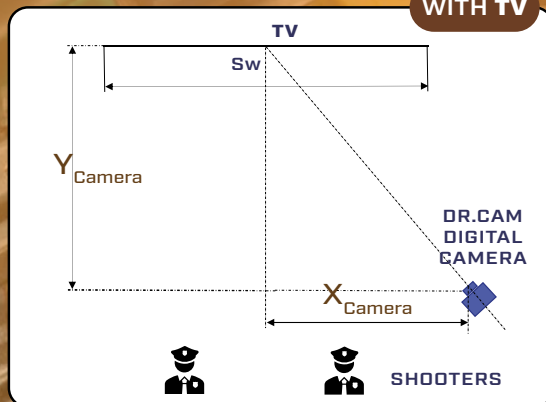 WITH TV
TV
Sw
Y Camera
DR.CAM
DIGITAL
CAMERA
X Camera
SHOOTERS